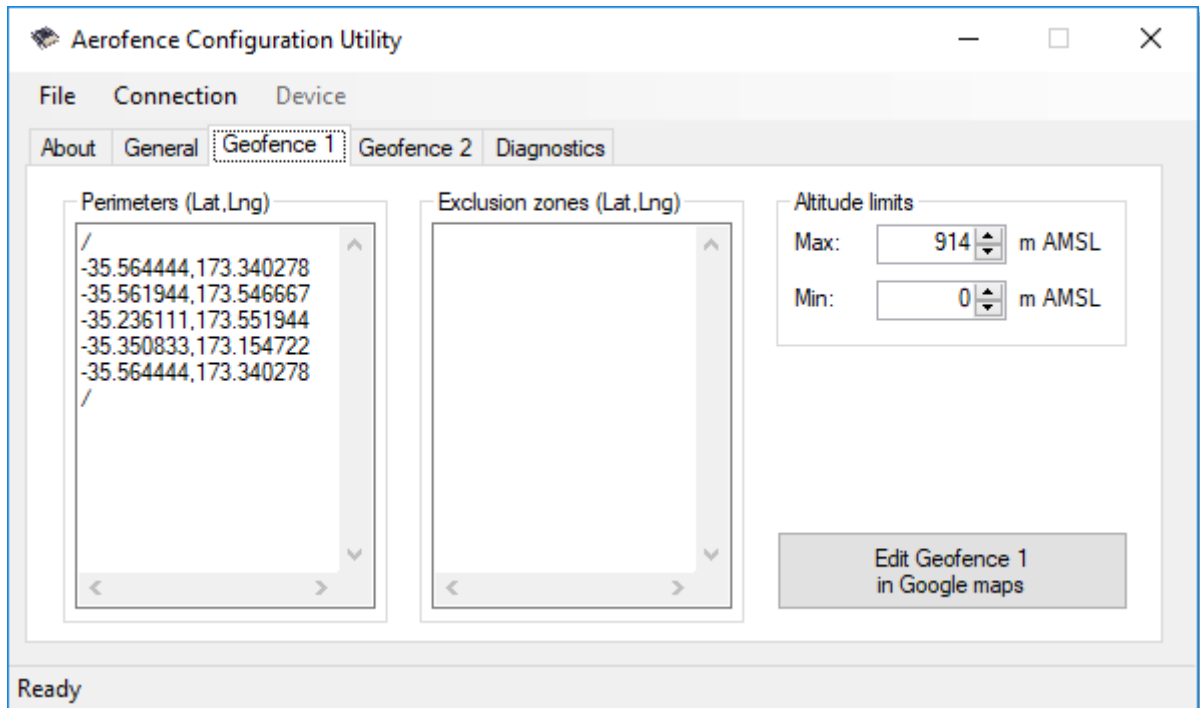 Aerofence Configuration Utility
File Connection Device
About General Geofence 1 Geofence 2 Diagnostics
Perimeters (Lat,Lng)
/
-35.564444,173.340278
-35.561944,173.546667
-35.236111,173.551944
-35.350833,173.154722
-35.564444,173.340278
/
Exclusion zones (Lat,Lng)
Altitude limits
Max: 914 m AMSL
Min: 0 m AMSL
Edit Geofence 1
in Google maps
Ready